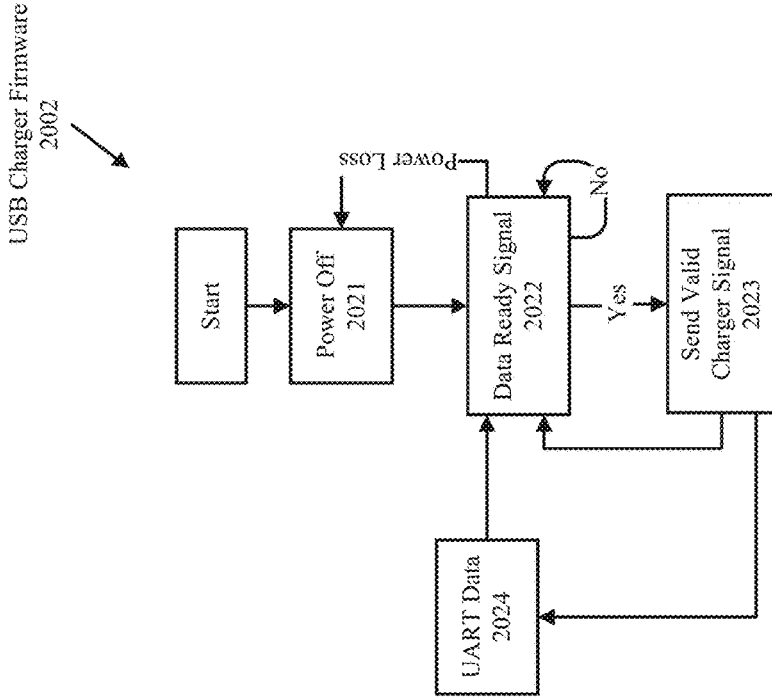 USB Charger Firmware
2002
Start
Power Off
2021
Power Loss
Data Ready Signal
2022
No
Yes
Send Valid
Charger Signal
2023
UART Data
2024